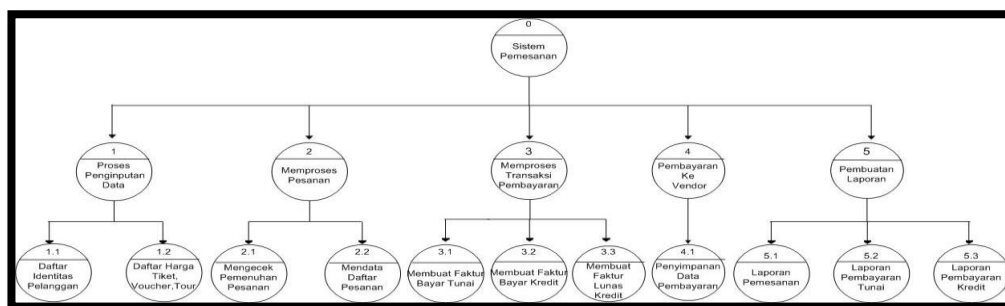 0
Sistem
Pemesanan
1
Proses
Penginputan
Data
2
Memproses
Pesanan
3
Memproses
Transaksi
Pembayaran
4
Pembayaran
Ke
Vendor
5
Pembuatan
Laporan
1.1
Daftar
Identitas
Pelanggan
1.2
Daftar Harga
Tiket,
Voucher,Tour
2.1
Mengecek
Pemenuhan
Pesanan
2.2
Mendata
Daftar
Pesanan
3.1
Membuat Faktur
Bayar Tunai
3.2
Membuat Faktur
Bayar Kredit
3.3
Membuat
Faktur
Lunas
Kredit
4.1
Penyimpanan
Data
Pembayaran
5.1
Laporan
Pemesanan
5.2
Laporan
Pembayaran
Tunai
5.3
Laporan
Pembayaran
Kredit